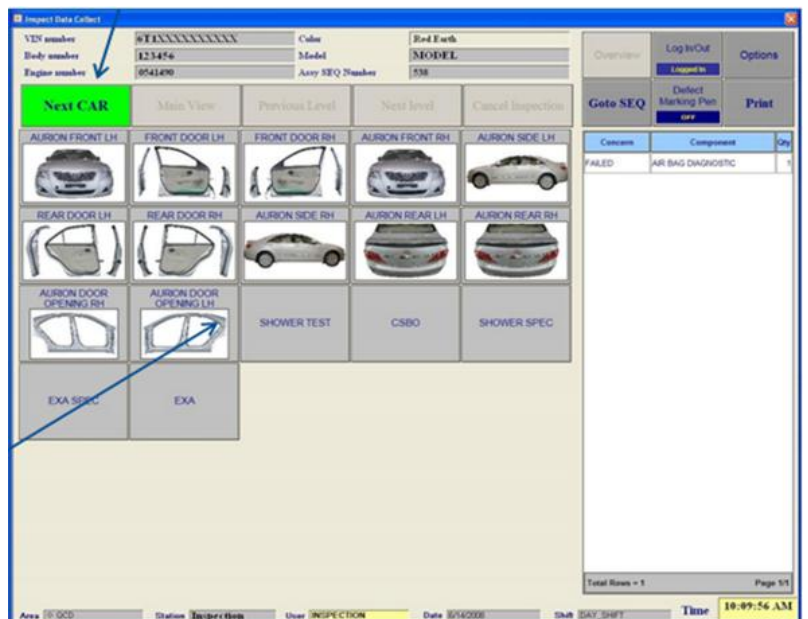 Inspect Data Collect
VIN number 6T1XXXXXXXXXX Color Red Earth
Body number 123456 Model MODEL
Engine number 0541490 Assy SEQ Number 538
Overview
Log In/Out
Logged In
Options
Next CAR
Main View
Previous Level
Next level
Cancel Inspection
Goto SEQ
Defect
Marking Pen
OFF
Print
AURION FRONT LH
FRONT DOOR LH
FRONT DOOR RH
AURION FRONT RH
AURION SIDE LH
Concern Component Qty
FAILED AIR BAG DIAGNOSTIC 1
REAR DOOR LH
REAR DOOR RH
AURION SIDE RH
AURION REAR LH
AURION REAR RH
AURION DOOR
OPENING RH
AURION DOOR
OPENING LH
SHOWER TEST
CSBO
SHOWER SPEC
EXA SPEC
EXA
Total Rows = 1 Page 1/1
Area QCD Station Inspection User INSPECTION Date 6/14/2008 Shift DAY_SHIFT Time 10:09:56 AM